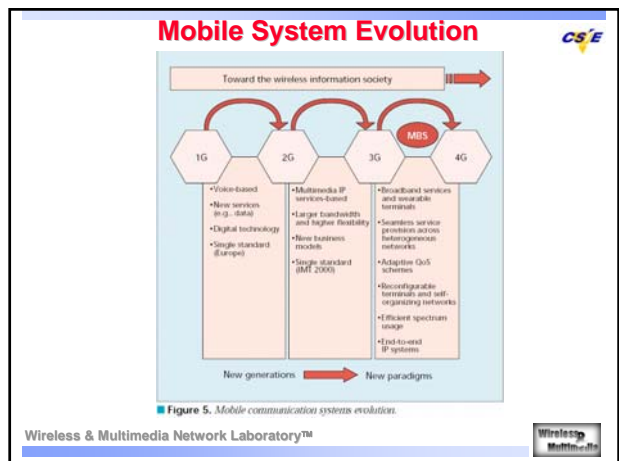 Mobile System Evolution
CS/E
Toward the wireless information society
MBS
1G
2G
3G
4G
•Voice-based
•New services
(e.g., data)
•Digital technology
•Single standard
(Europe)
•Multimedia IP
services-based
•Larger bandwidth
and higher flexibility
•New business
models
•Single standard
(IMT 2000)
•Broadband services
and wearable
terminals
•Seamless service
provision across
heterogeneous
networks
•Adaptive QoS
schemes
•Reconfigurable
terminals and self-
organizing networks
•Efficient spectrum
usage
•End-to-end
IP systems
New generations
New paradigms
Figure 5. Mobile communication systems evolution.
Wireless & Multimedia Network Laboratory™
Wireless
Multimedia